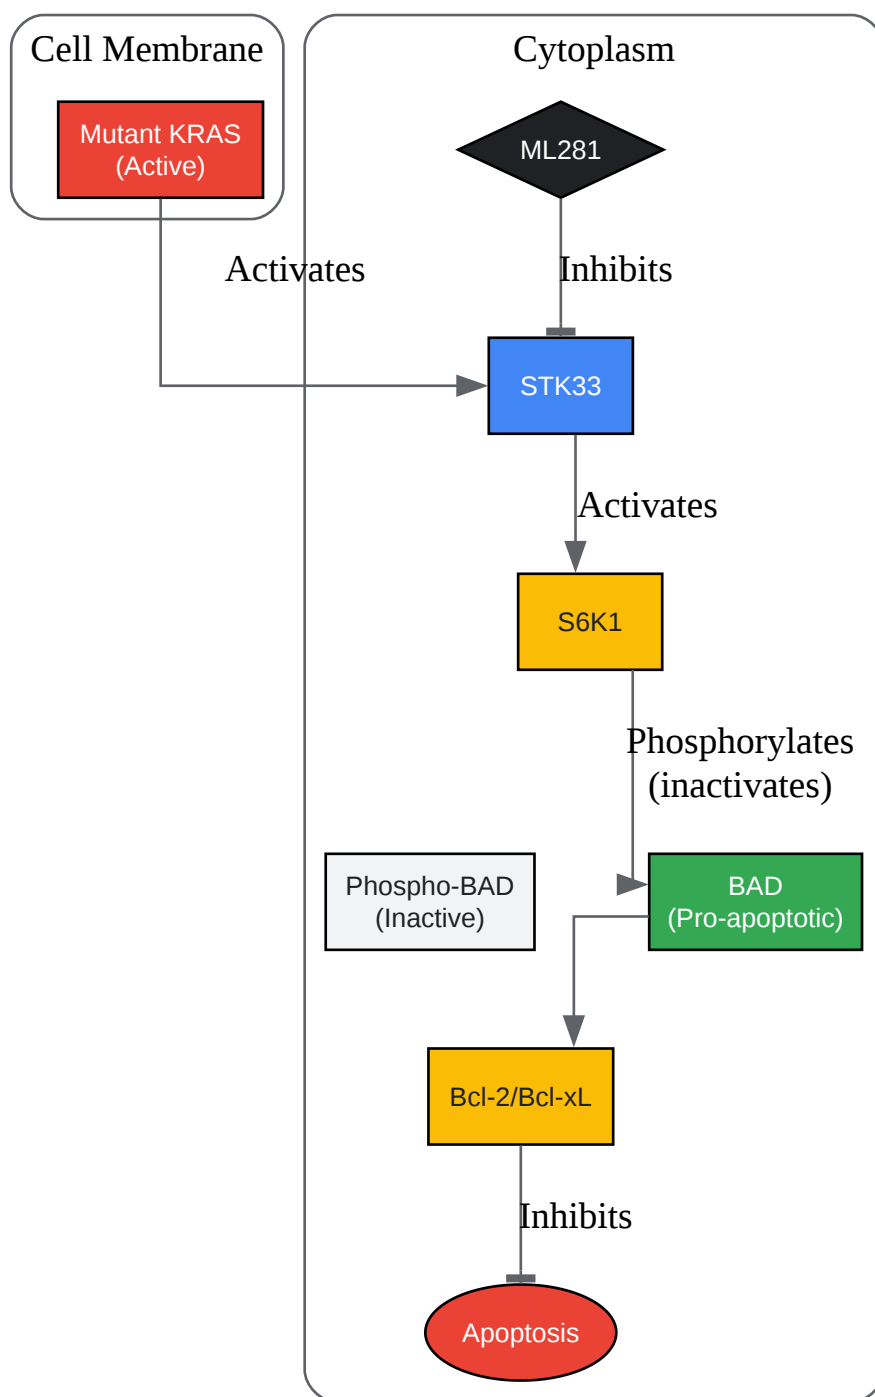 Cell Membrane
Cytoplasm
Mutant KRAS
(Active)
ML281
Activates
Inhibits
STK33
Activates
S6K1
Phosphorylates
(inactivates)
Phospho-BAD
(Inactive)
BAD
(Pro-apoptotic)
Bcl-2/Bcl-xL
Inhibits
Apoptosis